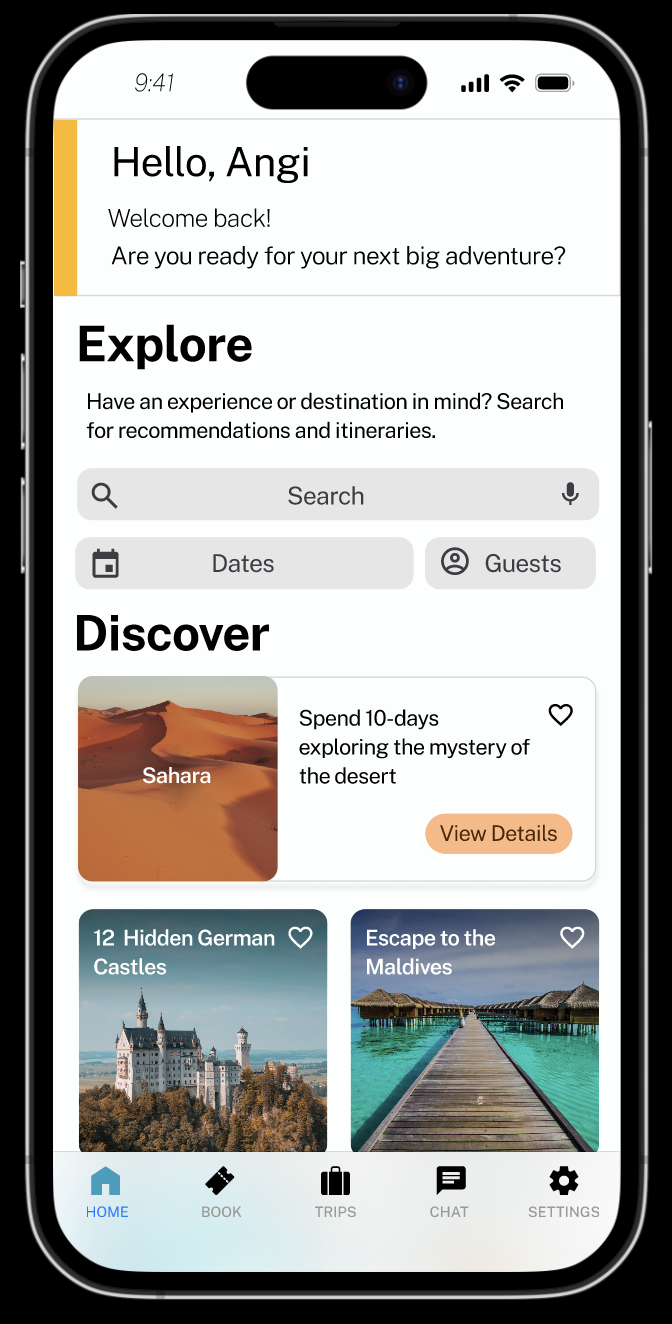 9:41
Hello, Angi
Welcome back!
Are you ready for your next big adventure?
Explore
Have an experience or destination in mind? Search
for recommendations and itineraries.
Search
Dates
Guests
Discover
Sahara
Spend 10-days
exploring the mystery of
the desert
View Details
12 Hidden German
Castles
Escape to the
Maldives
HOME
BOOK
TRIPS
CHAT
SETTINGS